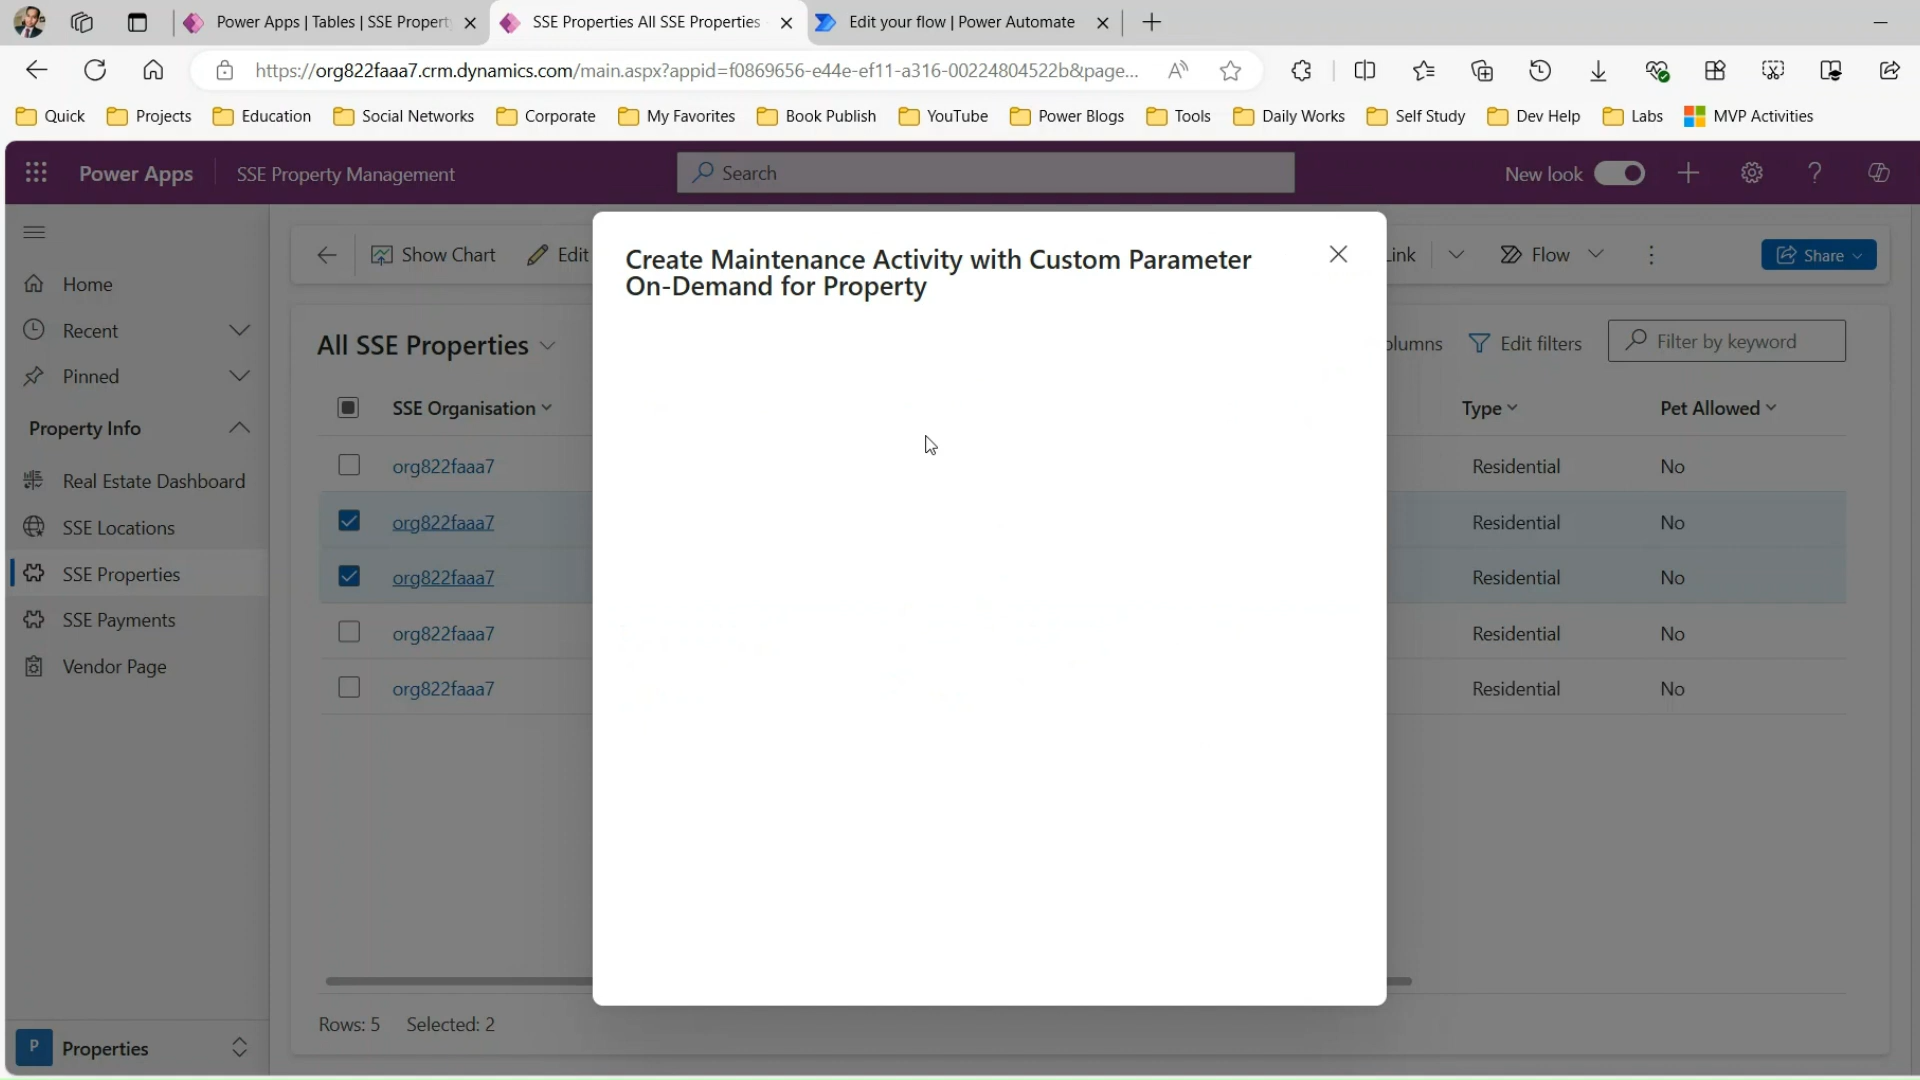 Power Apps | Tables | SSE Propert
SSE Properties All SSE Properties
Edit your flow | Power Automate
https://org822faaa7.crm.dynamics.com/main.aspx?appid=f0869656-e44e-ef11-a316-00224804522b&page...
Quick Projects Education Social Networks Corporate My Favorites Book Publish YouTube Power Blogs Tools Daily Works Self Study Dev Help Labs MVP Activities
Power Apps SSE Property Management Search New look
Show Chart Edit Link Flow Share
Create Maintenance Activity with Custom Parameter
On-Demand for Property
Home
Recent
Pinned
Property Info
Real Estate Dashboard
SSE Locations
SSE Properties
SSE Payments
Vendor Page
P Properties
All SSE Properties olumns Edit filters Filter by keyword
SSE Organisation Type Pet Allowed
org822faaa7 Residential No
org822faaa7 Residential No
org822faaa7 Residential No
org822faaa7 Residential No
org822faaa7 Residential No
Rows: 5 Selected: 2